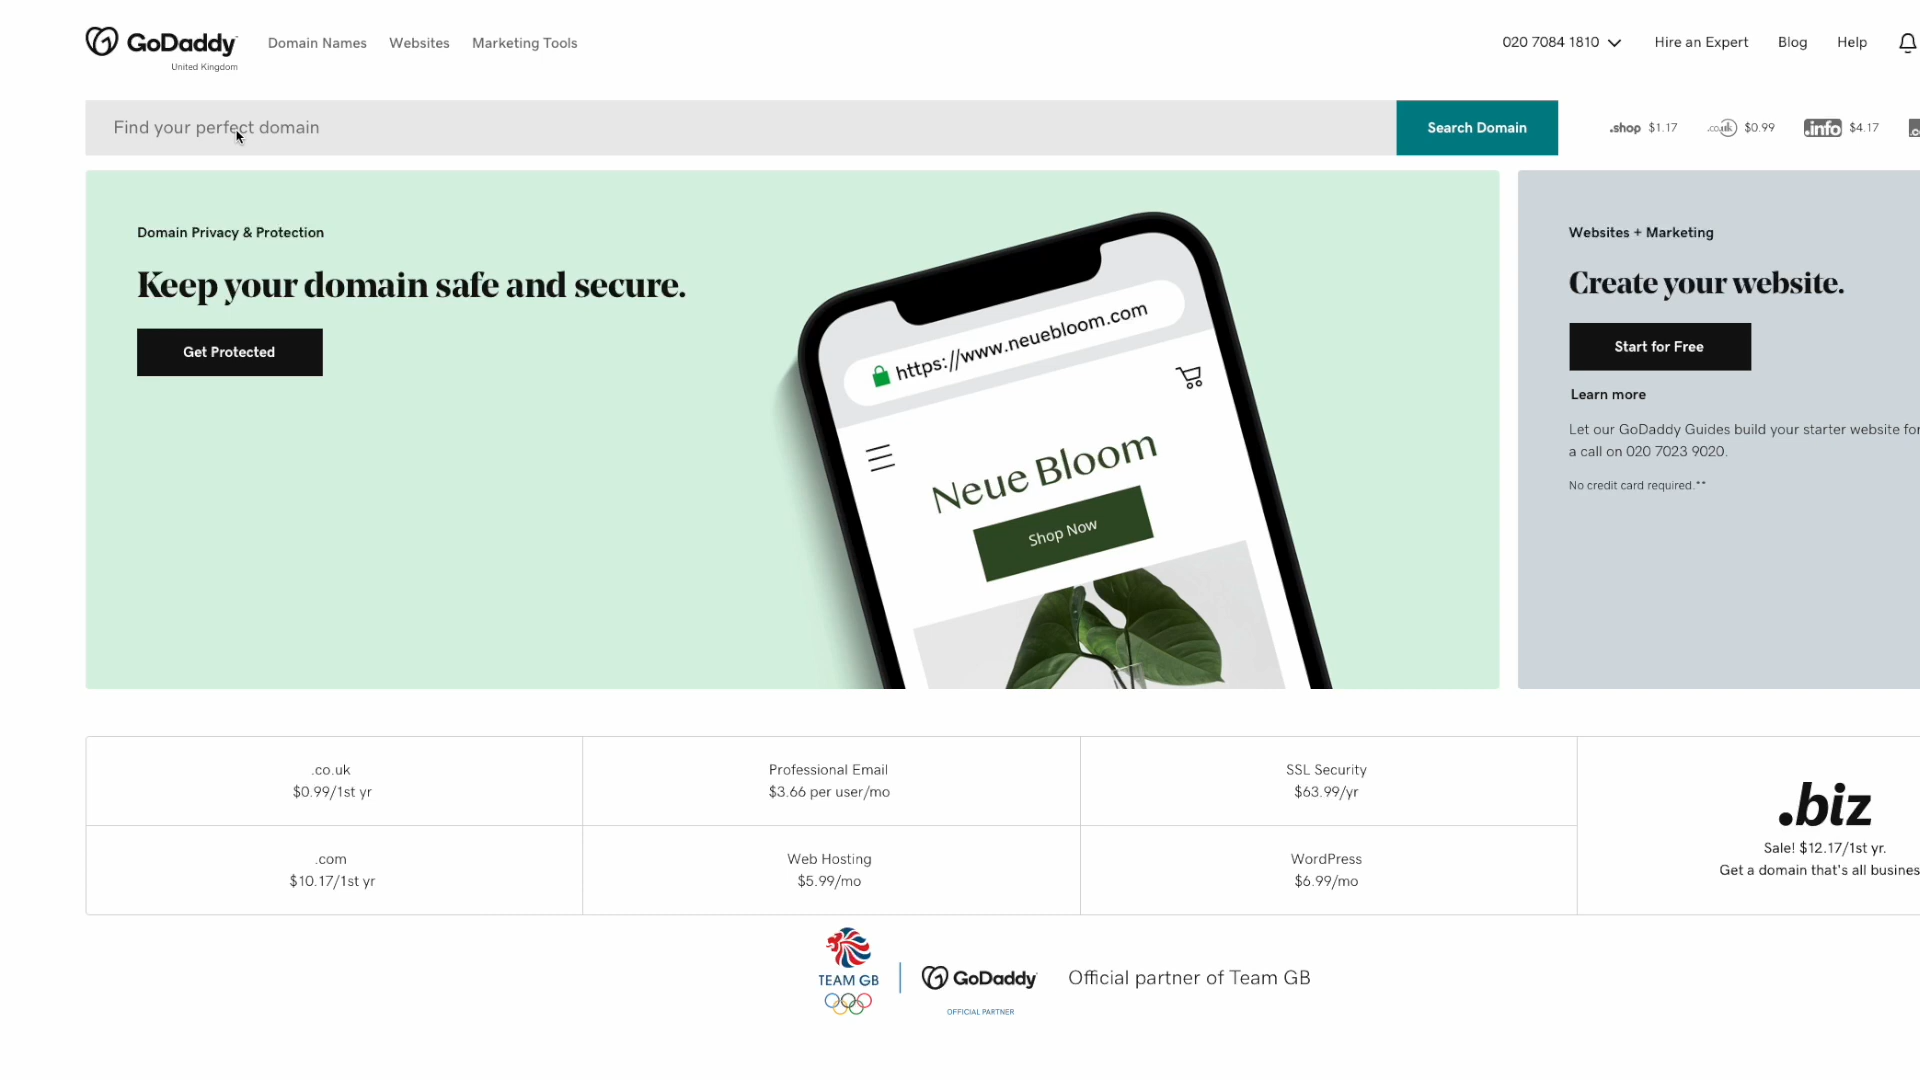 GoDaddy
United Kingdom
Domain Names
Websites
Marketing Tools
020 7084 1810
Hire an Expert
Blog
Help
Find your perfect domain
Search Domain
.shop $1.17
.co.uk $0.99
.info $4.17
Domain Privacy & Protection
Keep your domain safe and secure.
Get Protected
https://www.neuebloom.com
Neue Bloom
Shop Now
Websites + Marketing
Create your website.
Start for Free
Learn more
Let our GoDaddy Guides build your starter website for
a call on 020 7023 9020.
No credit card required.**
.co.uk
$0.99/1st yr
Professional Email
$3.66 per user/mo
SSL Security
$63.99/yr
.com
$10.17/1st yr
Web Hosting
$5.99/mo
WordPress
$6.99/mo
.biz
Sale! $12.17/1st yr.
Get a domain that's all busines
TEAM GB
GoDaddy
OFFICIAL PARTNER
Official partner of Team GB